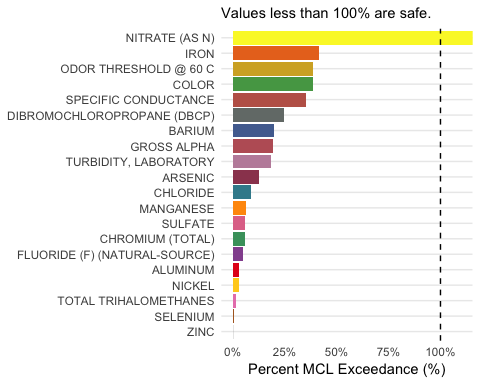 Values less than 100% are safe.
NITRATE (AS N)
IRON
ODOR THRESHOLD @ 60 C
COLOR
SPECIFIC CONDUCTANCE
DIBROMOCHLOROPROPANE (DBCP)
BARIUM
GROSS ALPHA
TURBIDITY, LABORATORY
ARSENIC
CHLORIDE
MANGANESE
SULFATE
CHROMIUM (TOTAL)
FLUORIDE (F) (NATURAL-SOURCE)
ALUMINUM
NICKEL
TOTAL TRIHALOMETHANES
SELENIUM
ZINC
0% 25% 50% 75% 100%
Percent MCL Exceedance (%)